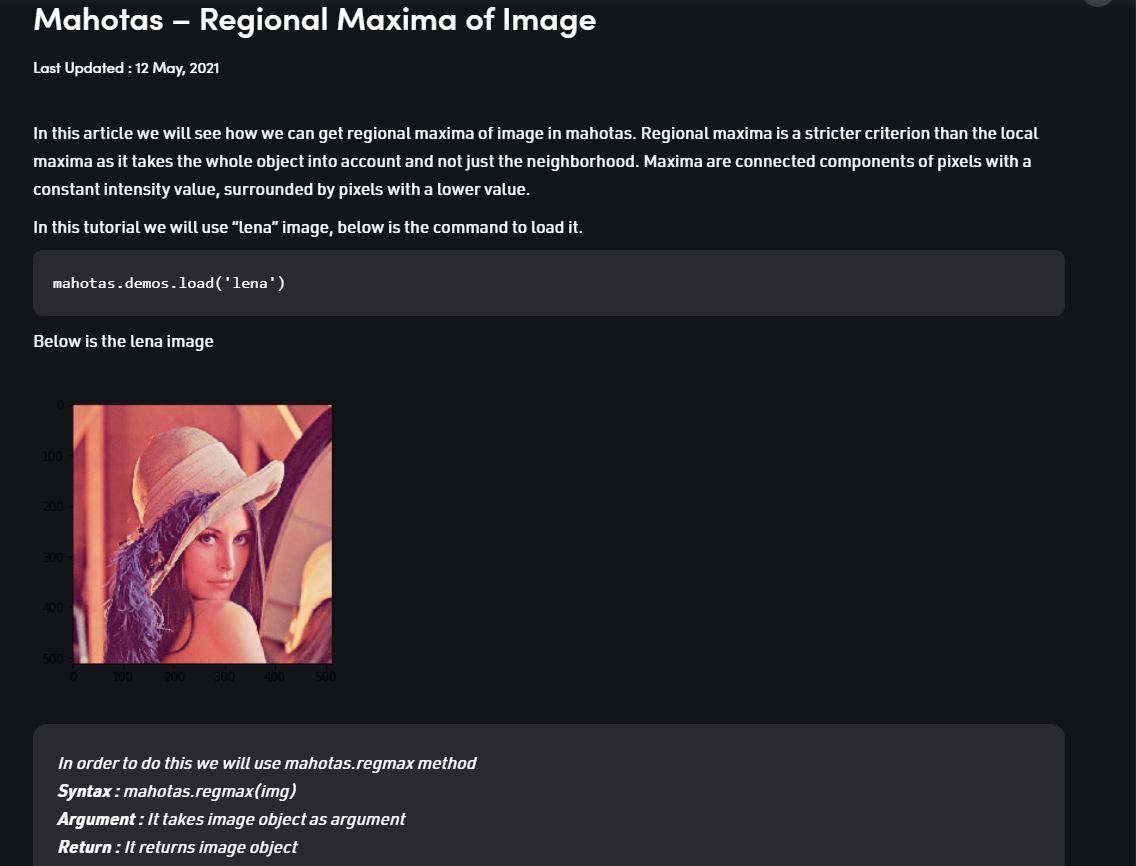 Mahotas – Regional Maxima of Image
Last Updated : 12 May, 2021
In this article we will see how we can get regional maxima of image in mahotas. Regional maxima is a stricter criterion than the local
maxima as it takes the whole object into account and not just the neighborhood. Maxima are connected components of pixels with a
constant intensity value, surrounded by pixels with a lower value.
In this tutorial we will use “lena” image, below is the command to load it.
mahotas.demos.load('lena')
Below is the lena image
0
100
200
300
400
500
0 100 200 300 400 500
In order to do this we will use mahotas.regmax method
Syntax : mahotas.regmax(img)
Argument : It takes image object as argument
Return : It returns image object